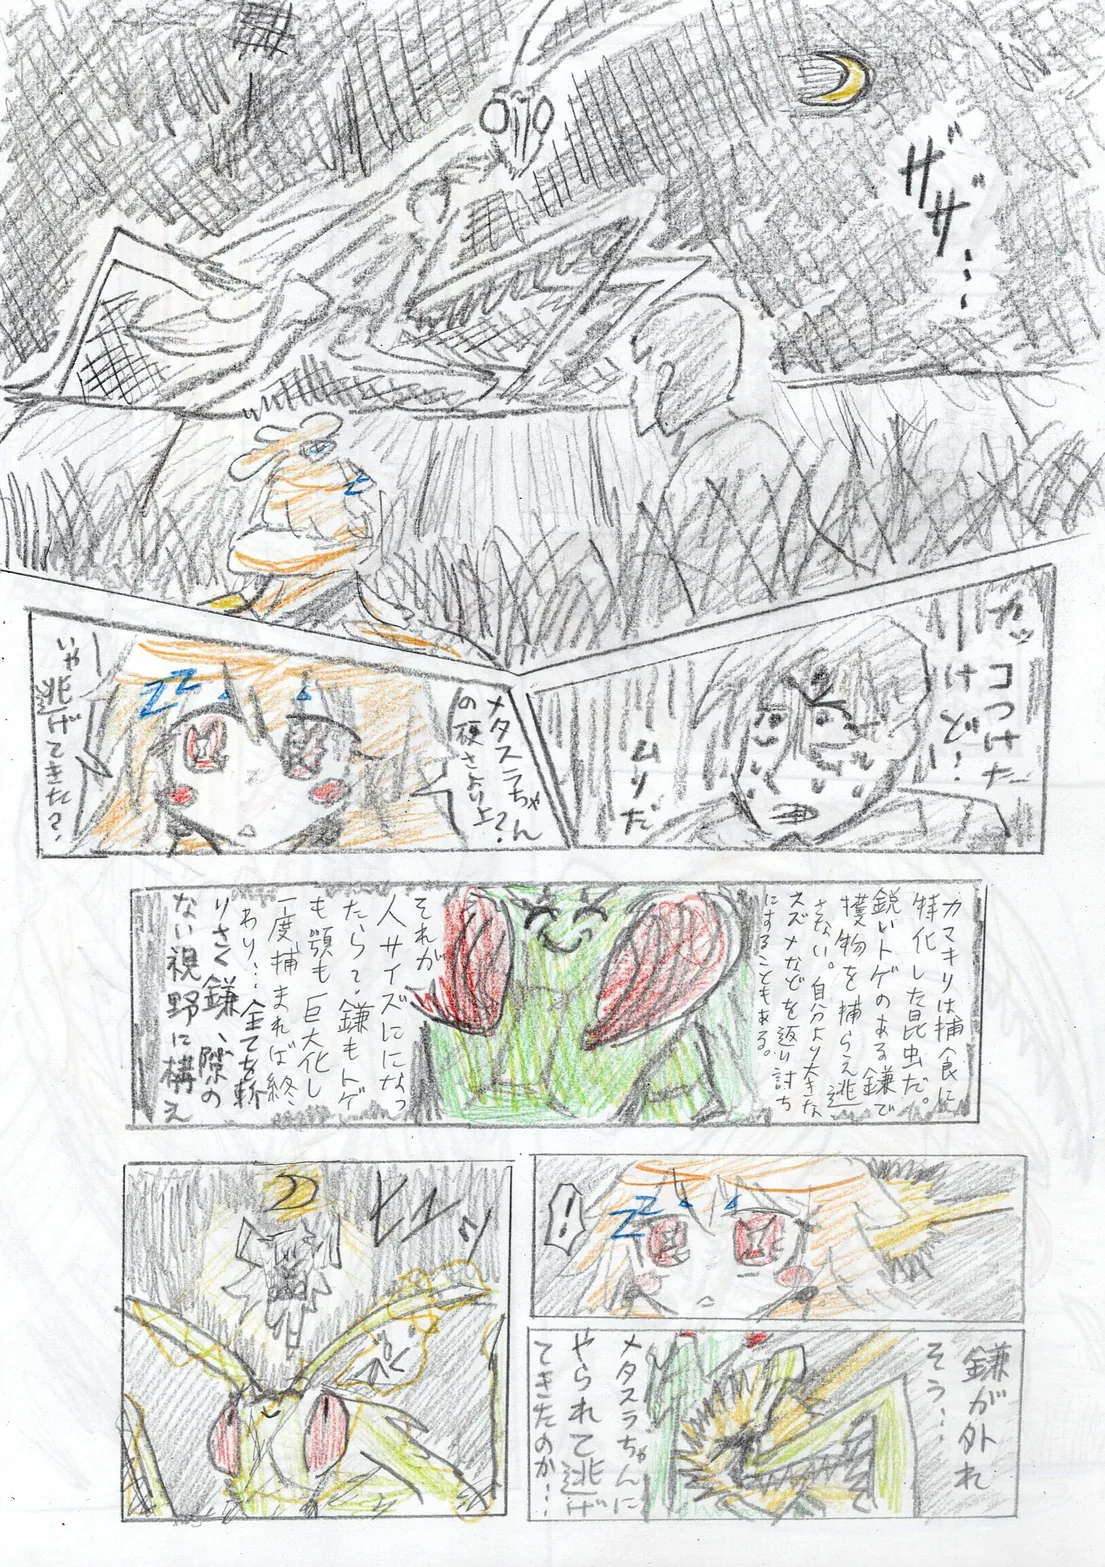 ザザ…
カッコつけた
けど…
ムリだ
メタスラちゃん
の硬さより上?
いや
逃げてきた?
カマキリは捕食に
特化した昆虫だ。
鋭いトゲのある鎌で
獲物を捕らえ逃
さない。自分より大きな
スズメなどを返り討ち
にすることもある。
それが
人サイズにになっ
たらって…鎌もトゲ
も顎も巨大化し
一度捕まれば終
わり…全てを斬
りさく鎌、隙の
ない視野に構え
!
ZZ
鎌が外れ
そう……
メタスラちゃんに
やられて逃げ
てきたのか…
ヒュッ